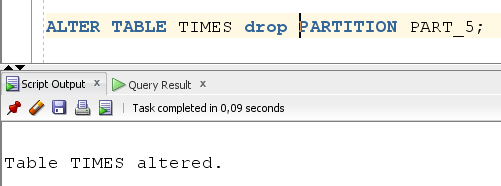 ALTER TABLE TIMES drop PARTITION PART_5;
Script Output x Query Result x
Task completed in 0,09 seconds
Table TIMES altered.